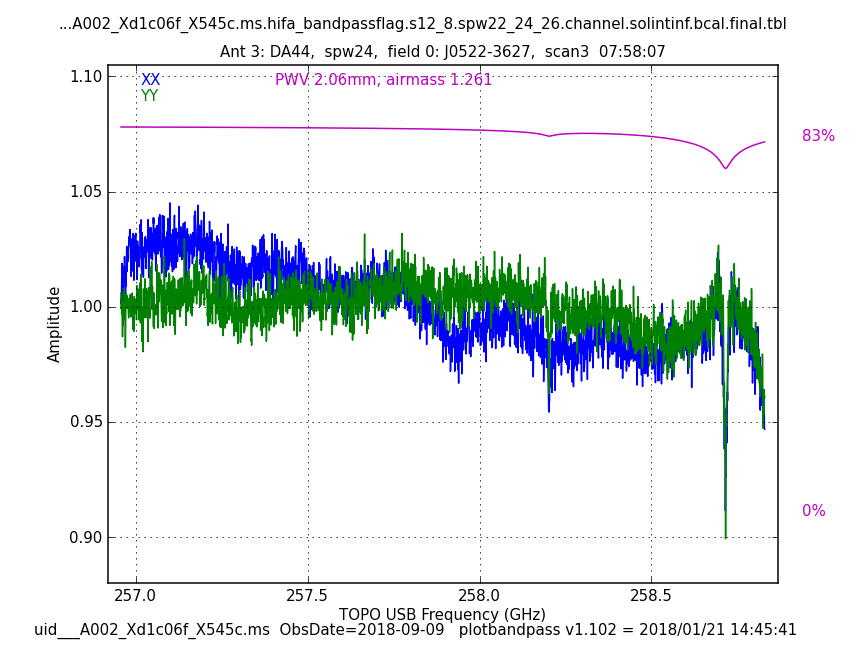 ...A002_Xd1c06f_X545c.ms.hifa_bandpassflag.s12_8.spw22_24_26.channel.solintinf.bcal.final.tbl
Ant 3: DA44,  spw24,  field 0: J0522-3627,  scan3  07:58:07
1.10
XX
PWV 2.06mm, airmass 1.261
YY
83%
1.05
1.00
Amplitude
0.95
0%
0.90
257.0
257.5
258.0
258.5
TOPO USB Frequency (GHz)
uid___A002_Xd1c06f_X545c.ms  ObsDate=2018-09-09   plotbandpass v1.102 = 2018/01/21 14:45:41